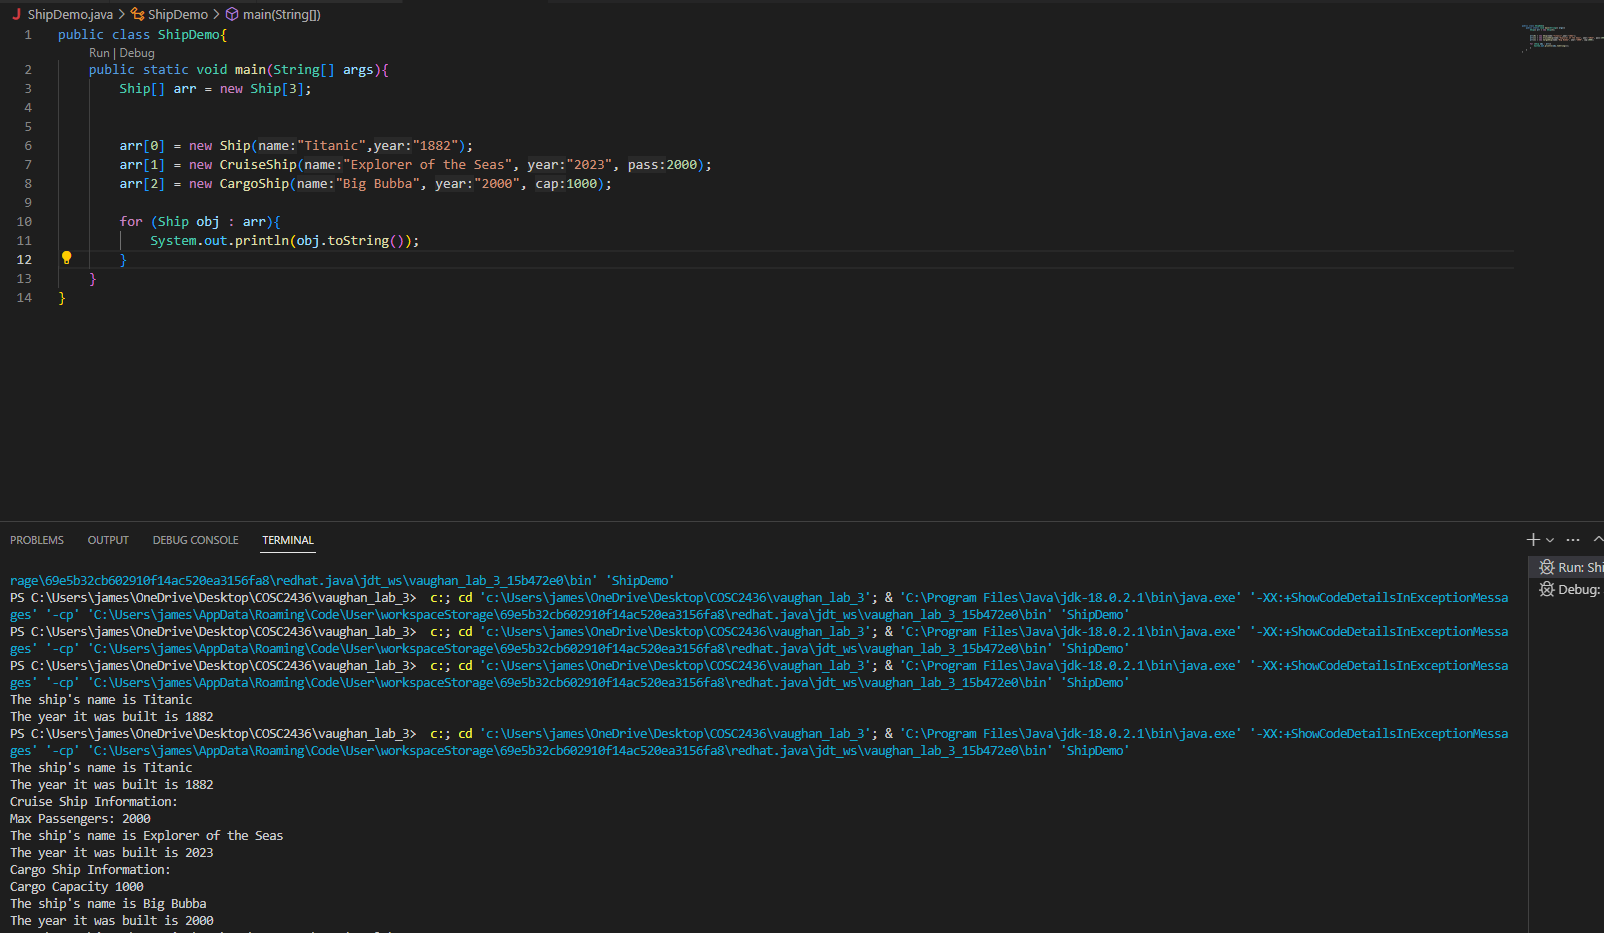 ShipDemo.java > ShipDemo > main(String[])
1 public class ShipDemo{
Run | Debug
2 public static void main(String[] args){
3 Ship[] arr = new Ship[3];
4
5
6 arr[0] = new Ship(name:"Titanic",year:"1882");
7 arr[1] = new CruiseShip(name:"Explorer of the Seas", year:"2023", pass:2000);
8 arr[2] = new CargoShip(name:"Big Bubba", year:"2000", cap:1000);
9
10 for (Ship obj : arr){
11 System.out.println(obj.toString());
12 }
13 }
14 }
PROBLEMS OUTPUT DEBUG CONSOLE TERMINAL
Run: Shi
Debug:
rage\69e5b32cb602910f14ac520ea3156fa8\redhat.java\jdt_ws\vaughan_lab_3_15b472e0\bin' 'ShipDemo'
PS C:\Users\james\OneDrive\Desktop\COSC2436\vaughan_lab_3>  c:; cd 'c:\Users\james\OneDrive\Desktop\COSC2436\vaughan_lab_3'; & 'C:\Program Files\Java\jdk-18.0.2.1\bin\java.exe' '-XX:+ShowCodeDetailsInExceptionMessa
ges' '-cp' 'C:\Users\james\AppData\Roaming\Code\User\workspaceStorage\69e5b32cb602910f14ac520ea3156fa8\redhat.java\jdt_ws\vaughan_lab_3_15b472e0\bin' 'ShipDemo'
PS C:\Users\james\OneDrive\Desktop\COSC2436\vaughan_lab_3>  c:; cd 'c:\Users\james\OneDrive\Desktop\COSC2436\vaughan_lab_3'; & 'C:\Program Files\Java\jdk-18.0.2.1\bin\java.exe' '-XX:+ShowCodeDetailsInExceptionMessa
ges' '-cp' 'C:\Users\james\AppData\Roaming\Code\User\workspaceStorage\69e5b32cb602910f14ac520ea3156fa8\redhat.java\jdt_ws\vaughan_lab_3_15b472e0\bin' 'ShipDemo'
PS C:\Users\james\OneDrive\Desktop\COSC2436\vaughan_lab_3>  c:; cd 'c:\Users\james\OneDrive\Desktop\COSC2436\vaughan_lab_3'; & 'C:\Program Files\Java\jdk-18.0.2.1\bin\java.exe' '-XX:+ShowCodeDetailsInExceptionMessa
ges' '-cp' 'C:\Users\james\AppData\Roaming\Code\User\workspaceStorage\69e5b32cb602910f14ac520ea3156fa8\redhat.java\jdt_ws\vaughan_lab_3_15b472e0\bin' 'ShipDemo'
The ship's name is Titanic
The year it was built is 1882
PS C:\Users\james\OneDrive\Desktop\COSC2436\vaughan_lab_3>  c:; cd 'c:\Users\james\OneDrive\Desktop\COSC2436\vaughan_lab_3'; & 'C:\Program Files\Java\jdk-18.0.2.1\bin\java.exe' '-XX:+ShowCodeDetailsInExceptionMessa
ges' '-cp' 'C:\Users\james\AppData\Roaming\Code\User\workspaceStorage\69e5b32cb602910f14ac520ea3156fa8\redhat.java\jdt_ws\vaughan_lab_3_15b472e0\bin' 'ShipDemo'
The ship's name is Titanic
The year it was built is 1882
Cruise Ship Information:
Max Passengers: 2000
The ship's name is Explorer of the Seas
The year it was built is 2023
Cargo Ship Information:
Cargo Capacity 1000
The ship's name is Big Bubba
The year it was built is 2000